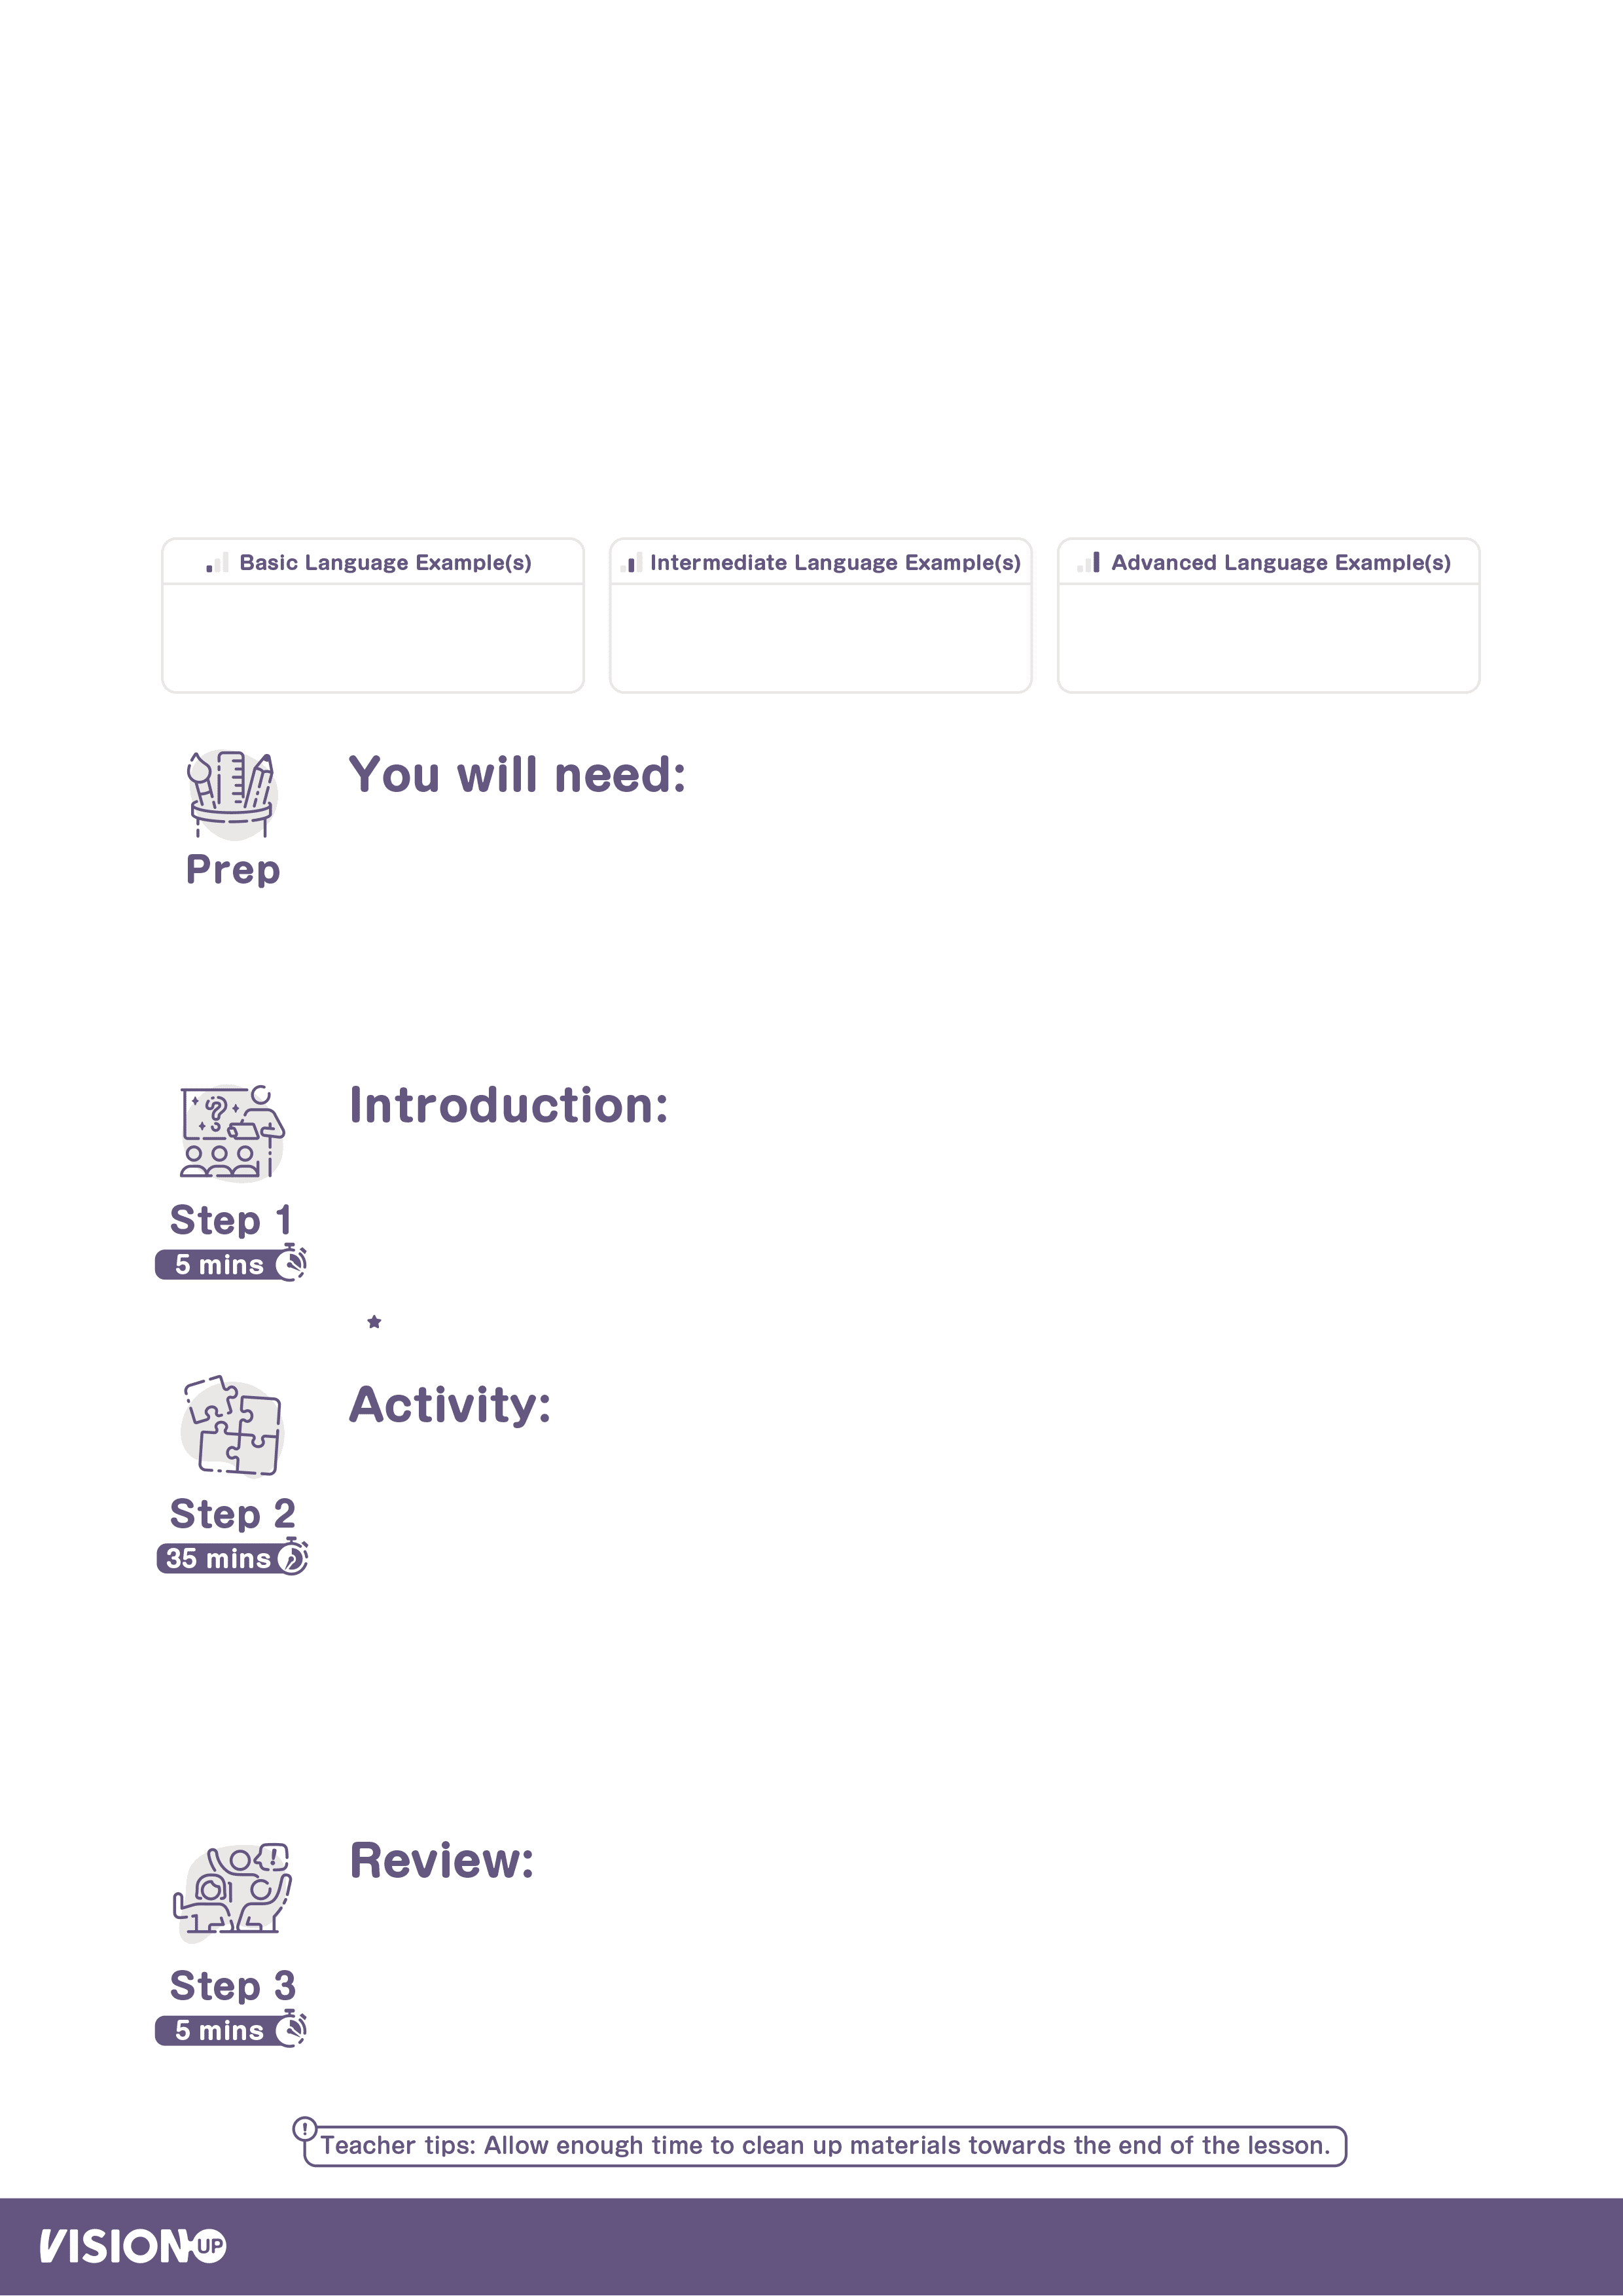 Basic Language Example(s)
Intermediate Language Example(s)
Advanced Language Example(s)
You will need:
Prep
Introduction:
Step 1
5 mins
Activity:
Step 2
35 mins
Review:
Step 3
5 mins
Teacher tips: Allow enough time to clean up materials towards the end of the lesson.
VISION UP